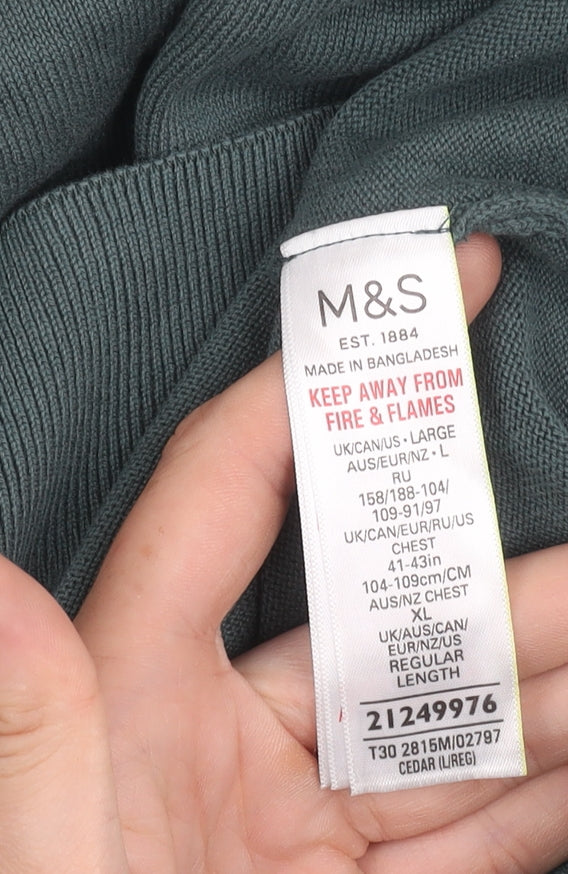 M&S
EST. 1884
MADE IN BANGLADESH
KEEP AWAY FROM
FIRE & FLAMES
UK/CAN/US • LARGE
AUS/EUR/NZ • L
RU
158/188-104/
109-91/97
UK/CAN/EUR/RU/US
CHEST
41-43in
104-109cm/CM
AUS/NZ CHEST
XL
UK/AUS/CAN/
EUR/NZ/US
REGULAR
LENGTH
21249976
T30 2815M/02797
CEDAR (L/REG)